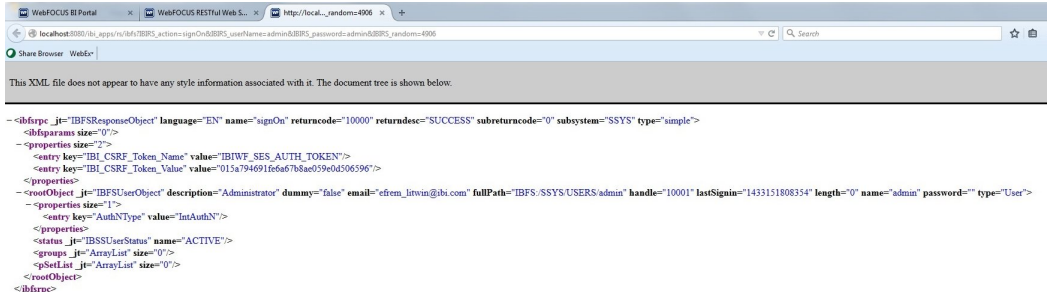 WebFOCUS BI Portal × WebFOCUS RESTful Web S... × http://local..._random=4906 × +
localhost:8080/ibi_apps/rs/ibfs?IBIRS_action=signOn&IBIRS_userName=admin&IBIRS_password=admin&IBIRS_random=4906 Search
Share Browser WebEx
This XML file does not appear to have any style information associated with it. The document tree is shown below.
- <ibfsrpc _jt="IBFSResponseObject" language="EN" name="signOn" returncode="10000" returndesc="SUCCESS" subreturncode="0" subsystem="SSYS" type="simple">
<ibfsparams size="0"/>
- <properties size="2">
<entry key="IBI_CSRF_Token_Name" value="IBIWF_SES_AUTH_TOKEN"/>
<entry key="IBI_CSRF_Token_Value" value="015a794691fe6a67b8ae059e0d506596"/>
</properties>
- <rootObject _jt="IBFSUserObject" description="Administrator" dummy="false" email="efrem_litwin@ibi.com" fullPath="IBFS:/SSYS/USERS/admin" handle="10001" lastSignin="1433151808354" length="0" name="admin" password="" type="User">
- <properties size="1">
<entry key="AuthNType" value="IntAuthN"/>
</properties>
<status _jt="IBSSUserStatus" name="ACTIVE"/>
<groups _jt="ArrayList" size="0"/>
<pSetList _jt="ArrayList" size="0"/>
</rootObject>
</ibfsrpc>